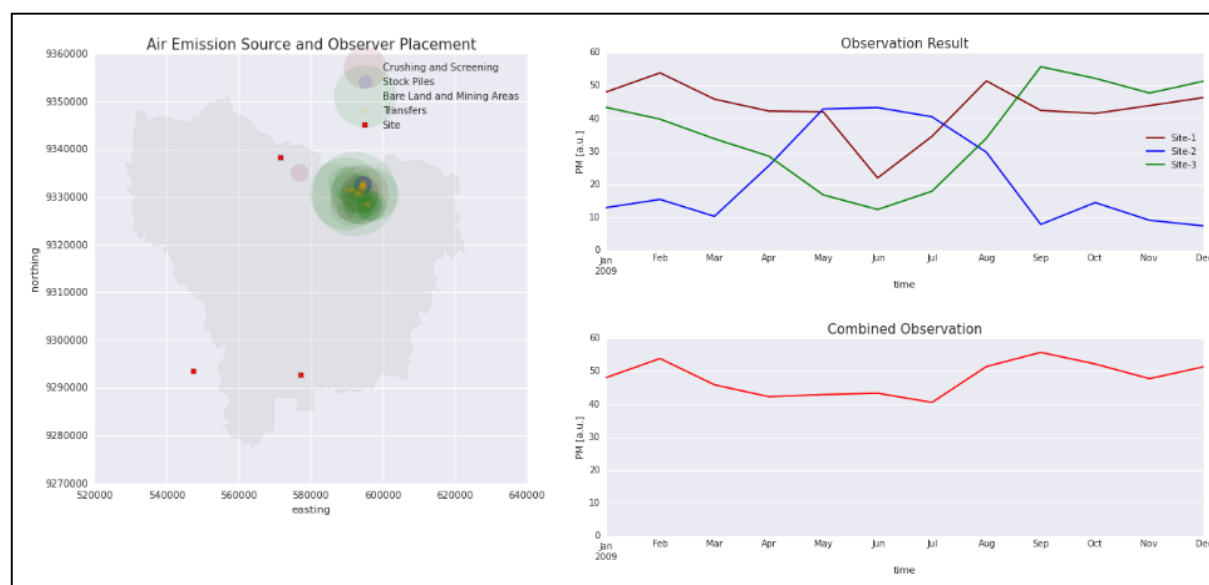 Air Emission Source and Observer Placement
9360000
9350000
9340000
9330000
9320000
9310000
9300000
9290000
9280000
9270000
northing
Crushing and Screening
Stock Piles
Bare Land and Mining Areas
Transfers
Site
520000 540000 560000 580000 600000 620000 640000
easting
Observation Result
60
50
40
30
20
10
0
PM [a.u.]
Site-1
Site-2
Site-3
Jan Feb Mar Apr May Jun Jul Aug Sep Oct Nov Dec
2009
time
Combined Observation
60
50
40
30
20
10
0
PM [a.u.]
Jan Feb Mar Apr May Jun Jul Aug Sep Oct Nov Dec
2009
time